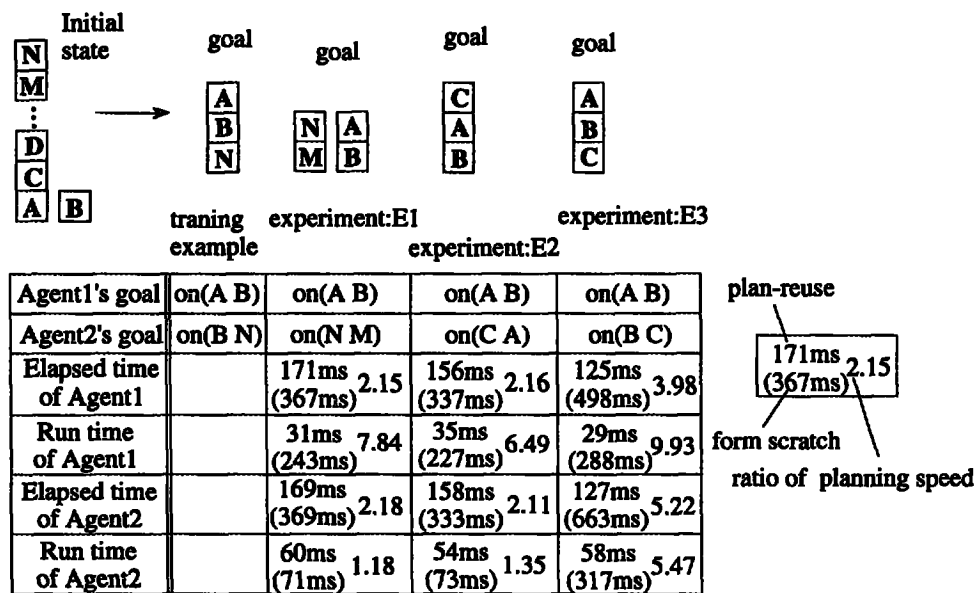 Initial
state
goal
goal
goal
goal
N
M
D
C
A B
A
B
N
N A
M B
C
A
B
A
B
C
traning
example
experiment:E1
experiment:E2
experiment:E3
Agent1's goal on(A B) on(A B) on(A B) on(A B)
Agent2's goal on(B N) on(N M) on(C A) on(B C)
Elapsed time of Agent1 171ms (367ms) 2.15 156ms (337ms) 2.16 125ms (498ms) 3.98
Run time of Agent1 31ms (243ms) 7.84 35ms (227ms) 6.49 29ms (288ms) 9.93
Elapsed time of Agent2 169ms (369ms) 2.18 158ms (333ms) 2.11 127ms (663ms) 5.22
Run time of Agent2 60ms (71ms) 1.18 54ms (73ms) 1.35 58ms (317ms) 5.47
plan-reuse
171ms
(367ms) 2.15
form scratch
ratio of planning speed